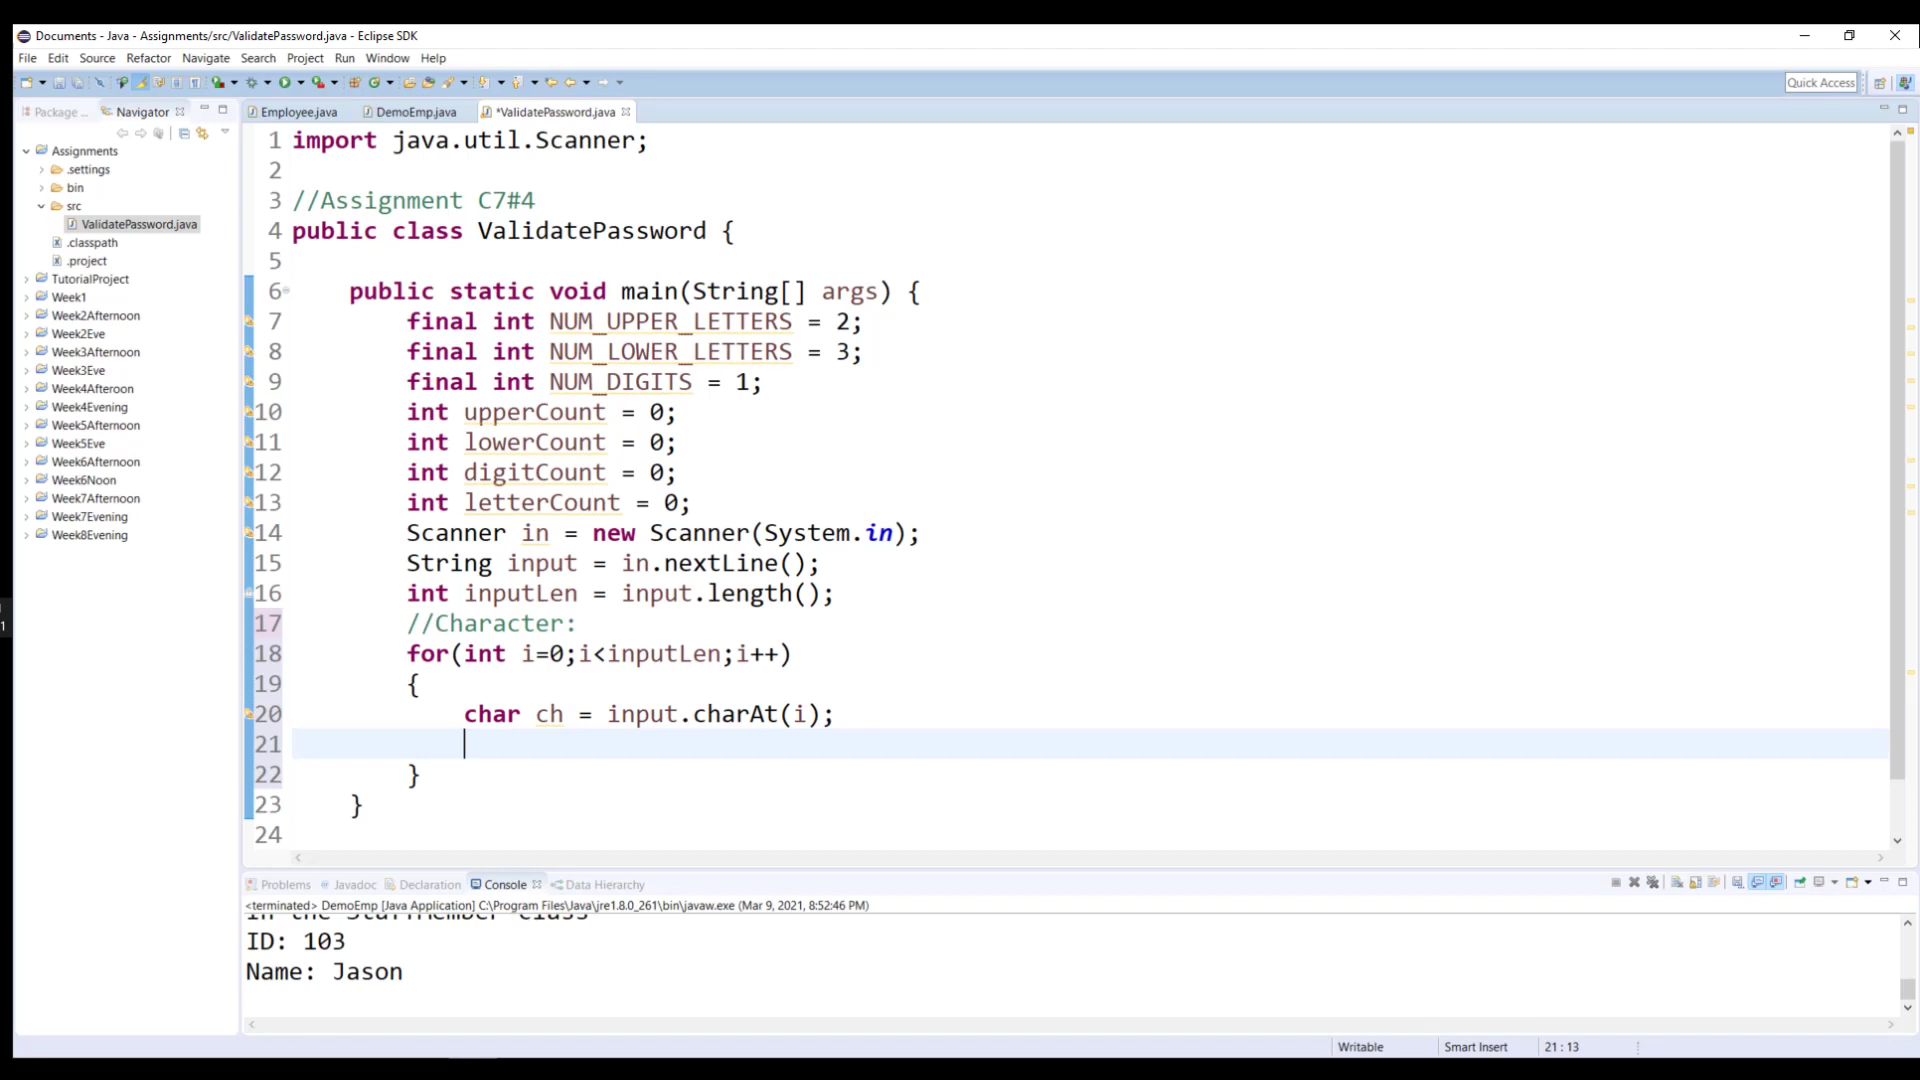 Documents - Java - Assignments/src/ValidatePassword.java - Eclipse SDK
File Edit Source Refactor Navigate Search Project Run Window Help
Quick Access
Package ... Navigator
Employee.java DemoEmp.java *ValidatePassword.java
Assignments
.settings
bin
src
ValidatePassword.java
.classpath
.project
TutorialProject
Week1
Week2Afternoon
Week2Eve
Week3Afternoon
Week3Eve
Week4Afteroon
Week4Evening
Week5Afternoon
Week5Eve
Week6Afternoon
Week6Noon
Week7Afternoon
Week7Evening
Week8Evening
1 import java.util.Scanner;
2
3 //Assignment C7#4
4 public class ValidatePassword {
5
6 public static void main(String[] args) {
7 final int NUM_UPPER_LETTERS = 2;
8 final int NUM_LOWER_LETTERS = 3;
9 final int NUM_DIGITS = 1;
10 int upperCount = 0;
11 int lowerCount = 0;
12 int digitCount = 0;
13 int letterCount = 0;
14 Scanner in = new Scanner(System.in);
15 String input = in.nextLine();
16 int inputLen = input.length();
17 //Character:
18 for(int i=0;i<inputLen;i++)
19 {
20 char ch = input.charAt(i);
21
22 }
23 }
24
Problems Javadoc Declaration Console Data Hierarchy
<terminated> DemoEmp [Java Application] C:\Program Files\Java\jre1.8.0_261\bin\javaw.exe (Mar 9, 2021, 8:52:46 PM)
In the StaffMember class
ID: 103
Name: Jason
Writable Smart Insert 21 : 13